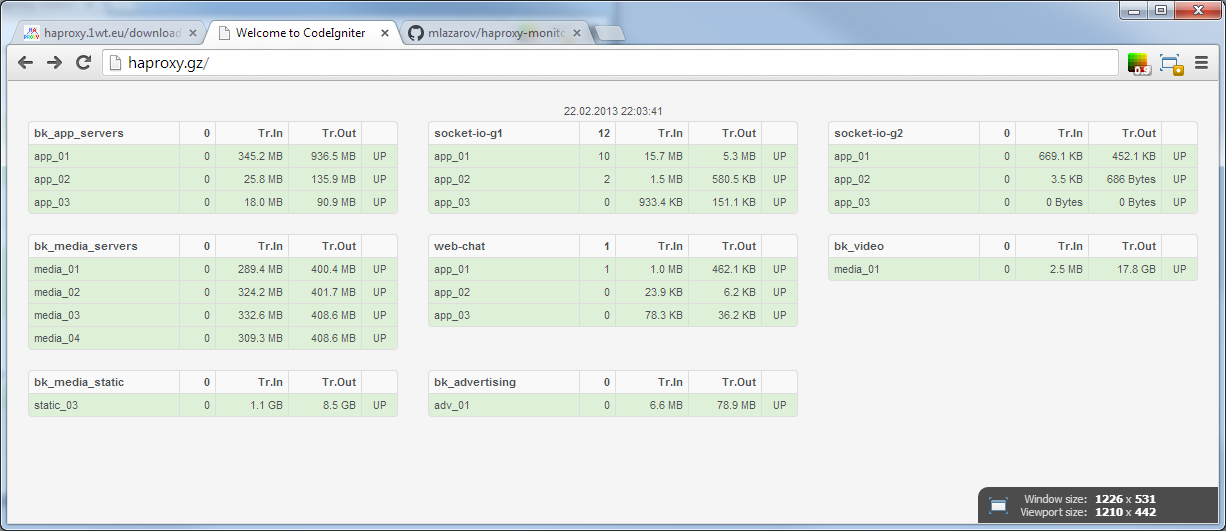 haproxy.1wt.eu/download
Welcome to CodeIgniter
mlazarov/haproxy-monito
haproxy.gz/
0.9
22.02.2013 22:03:41
bk_app_servers 0 Tr.In Tr.Out
app_01 0 345.2 MB 936.5 MB UP
app_02 0 25.8 MB 135.9 MB UP
app_03 0 18.0 MB 90.9 MB UP
socket-io-g1 12 Tr.In Tr.Out
app_01 10 15.7 MB 5.3 MB UP
app_02 2 1.5 MB 580.5 KB UP
app_03 0 933.4 KB 151.1 KB UP
socket-io-g2 0 Tr.In Tr.Out
app_01 0 669.1 KB 452.1 KB UP
app_02 0 3.5 KB 686 Bytes UP
app_03 0 0 Bytes 0 Bytes UP
bk_media_servers 0 Tr.In Tr.Out
media_01 0 289.4 MB 400.4 MB UP
media_02 0 324.2 MB 401.7 MB UP
media_03 0 332.6 MB 408.6 MB UP
media_04 0 309.3 MB 408.6 MB UP
web-chat 1 Tr.In Tr.Out
app_01 1 1.0 MB 462.1 KB UP
app_02 0 23.9 KB 6.2 KB UP
app_03 0 78.3 KB 36.2 KB UP
bk_video 0 Tr.In Tr.Out
media_01 0 2.5 MB 17.8 GB UP
bk_media_static 0 Tr.In Tr.Out
static_03 0 1.1 GB 8.5 GB UP
bk_advertising 0 Tr.In Tr.Out
adv_01 0 6.6 MB 78.9 MB UP
Window size: 1226 x 531
Viewport size: 1210 x 442